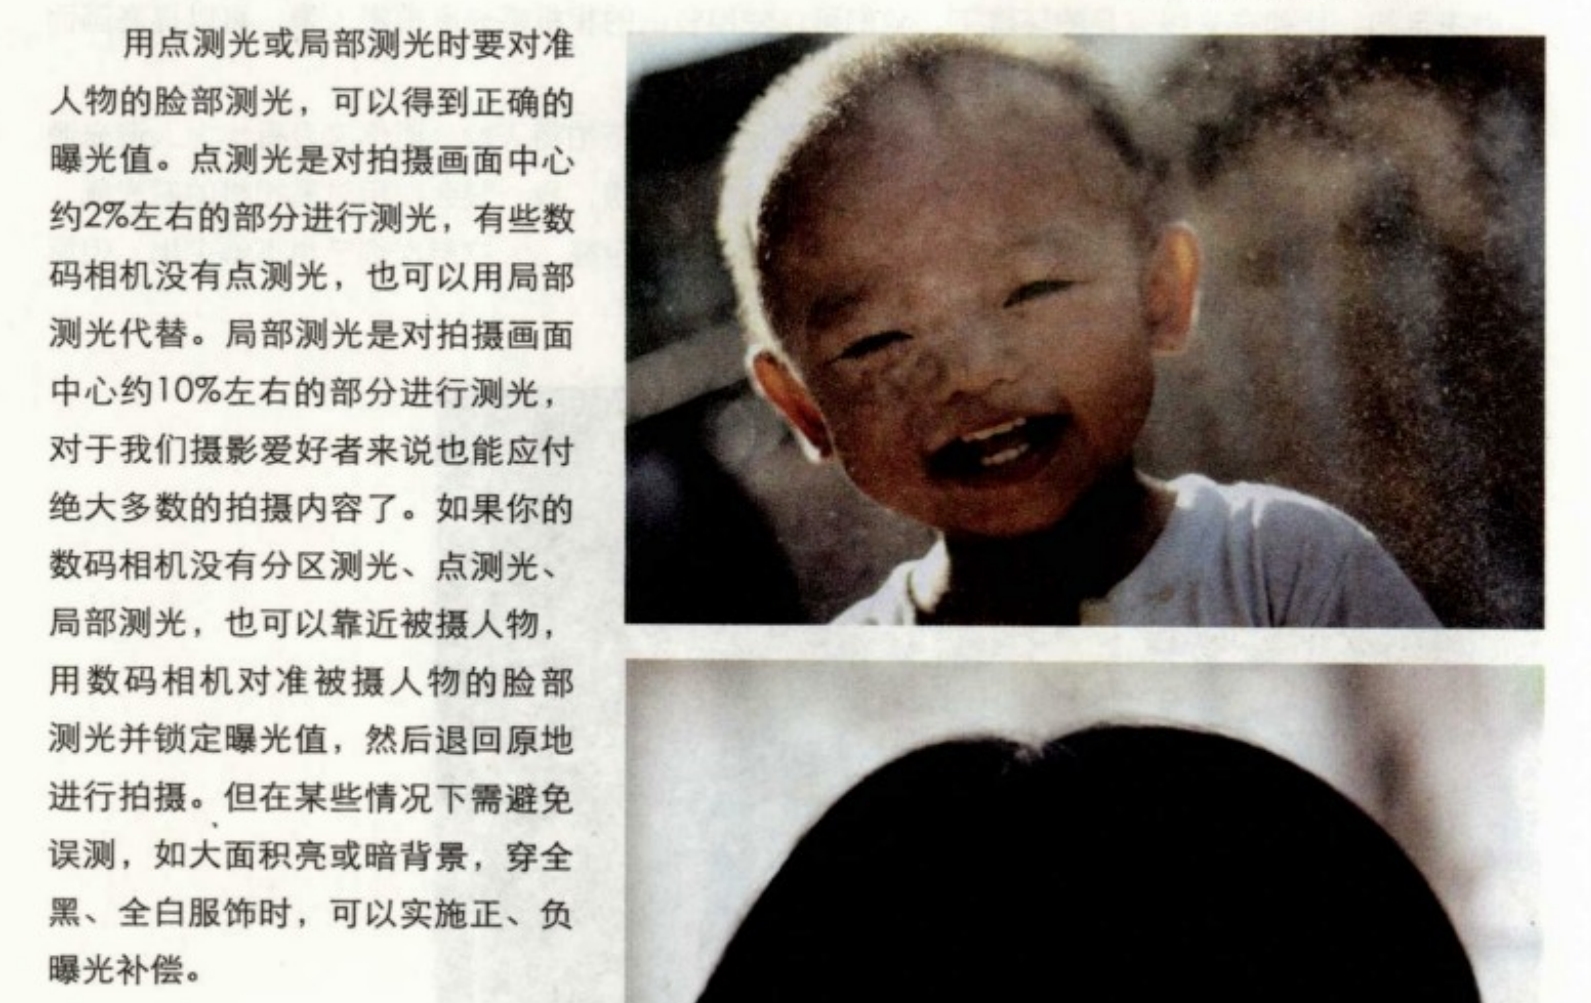 用点测光或局部测光时要对准
人物的脸部测光，可以得到正确的
曝光值。点测光是对拍摄画面中心
约2%左右的部分进行测光，有些数
码相机没有点测光，也可以用局部
测光代替。局部测光是对拍摄画面
中心约10%左右的部分进行测光，
对于我们摄影爱好者来说也能应付
绝大多数的拍摄内容了。如果你的
数码相机没有分区测光、点测光、
局部测光，也可以靠近被摄人物，
用数码相机对准被摄人物的脸部
测光并锁定曝光值，然后退回原地
进行拍摄。但在某些情况下需避免
误测，如大面积亮或暗背景，穿全
黑、全白服饰时，可以实施正、负
曝光补偿。